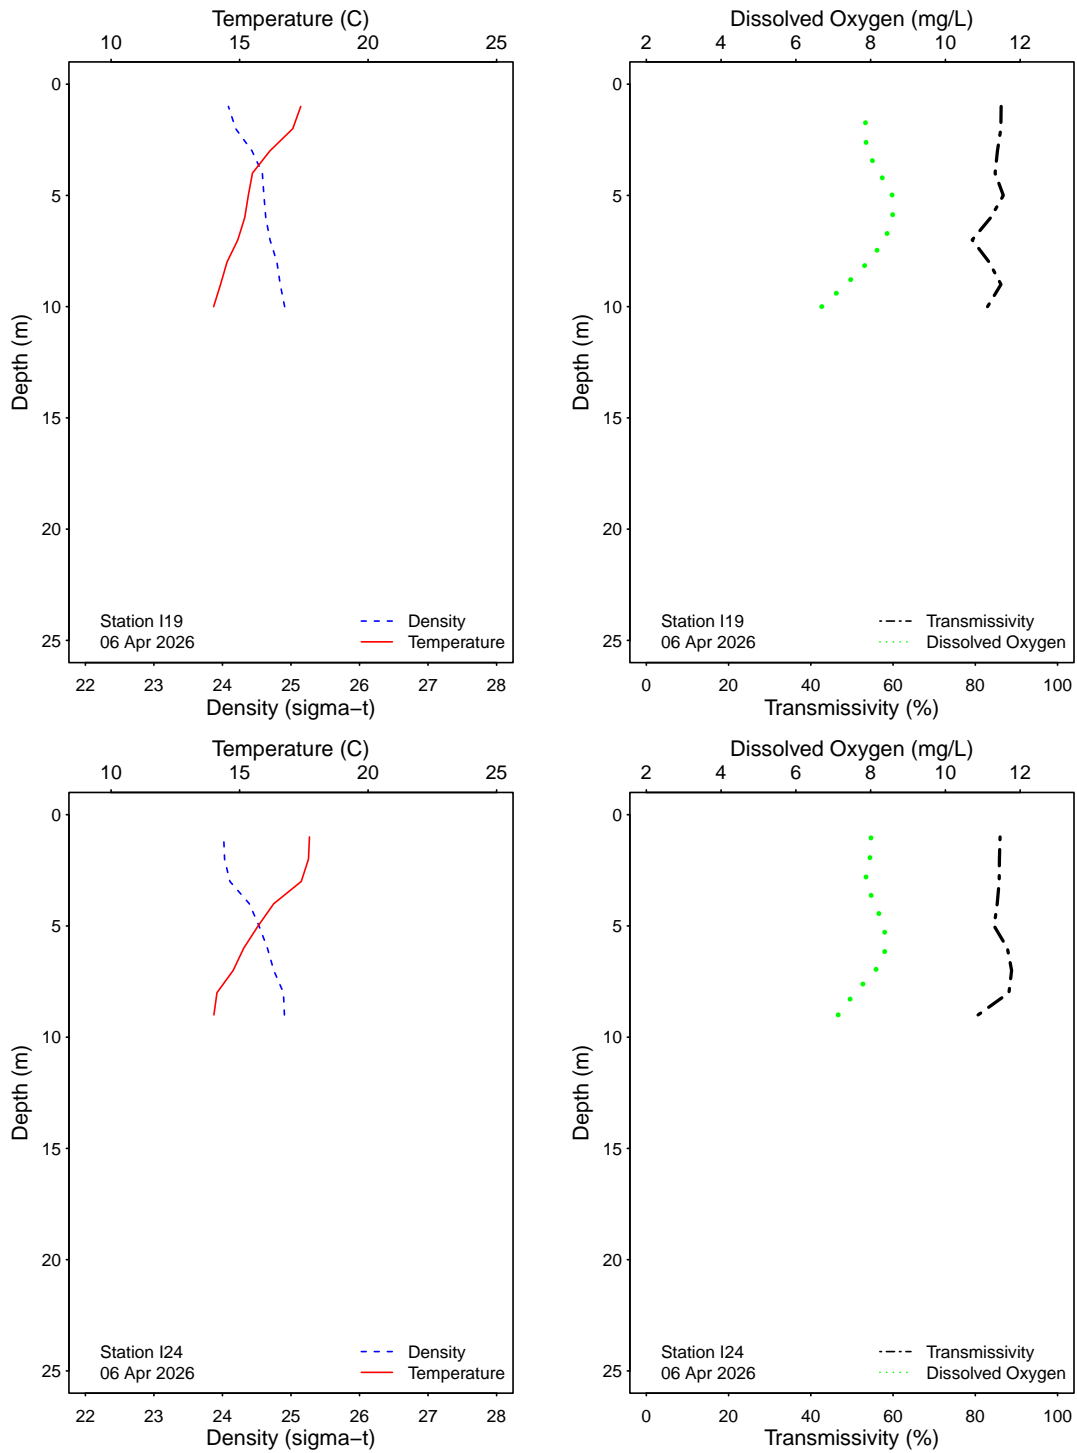 Temperature (C)
10 15 20 25
0
5
10
15
20
25
Depth (m)
Station I19
06 Apr 2026
Density
Temperature
22 23 24 25 26 27 28
Density (sigma−t)
Dissolved Oxygen (mg/L)
2 4 6 8 10 12
0
5
10
15
20
25
Depth (m)
Station I19
06 Apr 2026
Transmissivity
Dissolved Oxygen
0 20 40 60 80 100
Transmissivity (%)
Temperature (C)
10 15 20 25
0
5
10
15
20
25
Depth (m)
Station I24
06 Apr 2026
Density
Temperature
22 23 24 25 26 27 28
Density (sigma−t)
Dissolved Oxygen (mg/L)
2 4 6 8 10 12
0
5
10
15
20
25
Depth (m)
Station I24
06 Apr 2026
Transmissivity
Dissolved Oxygen
0 20 40 60 80 100
Transmissivity (%)